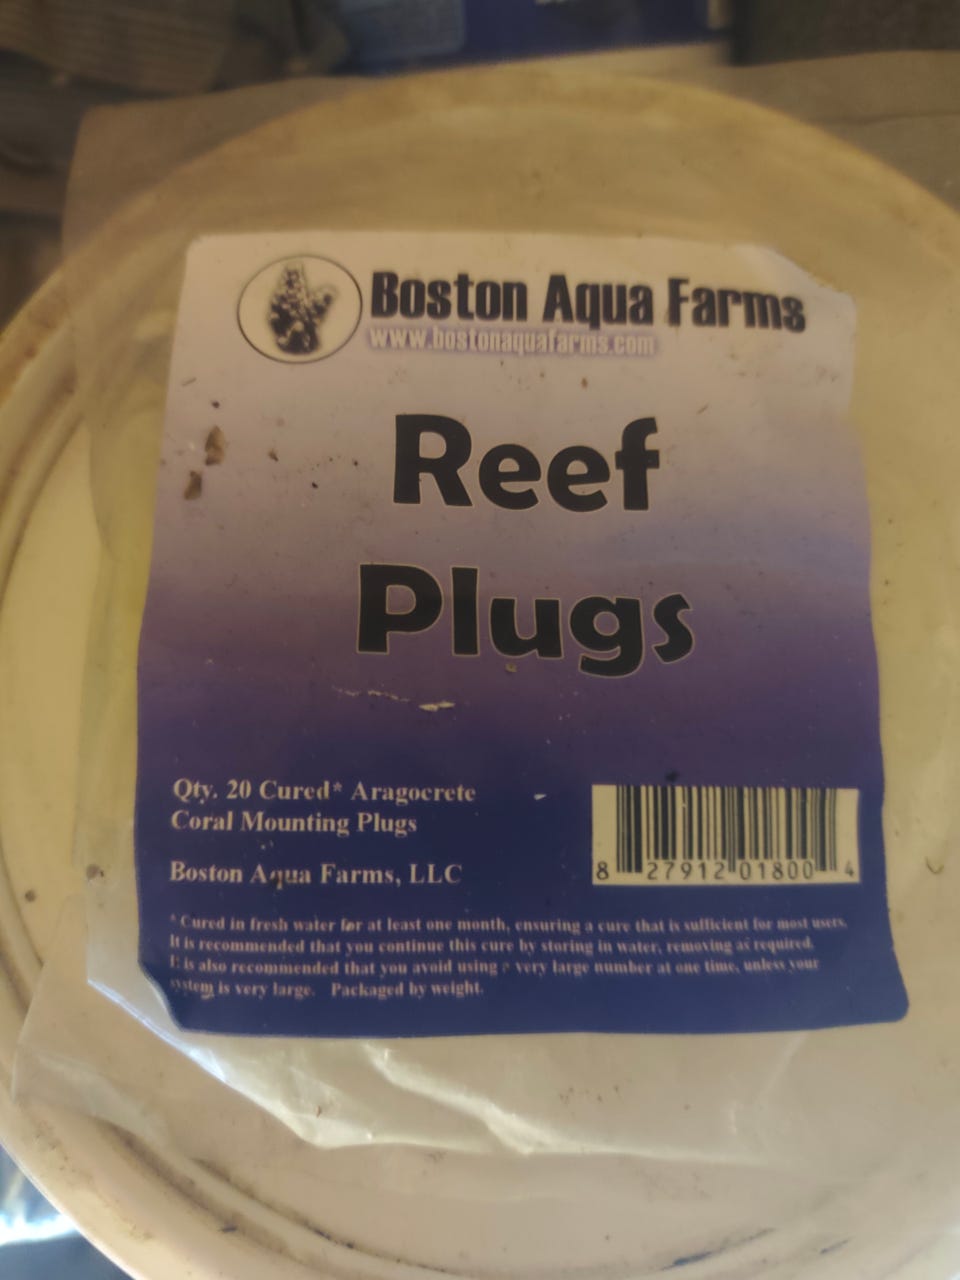 Boston Aqua Farms
www.bostonaquafarms.com
Reef
Plugs
Qty. 20 Cured* Aragocrete
Coral Mounting Plugs
Boston Aqua Farms, LLC
8 27912 01800 4
* Cured in fresh water for at least one month, ensuring a cure that is sufficient for most users.
It is recommended that you continue this cure by storing in water, removing as required.
It is also recommended that you avoid using a very large number at one time, unless your
system is very large. Packaged by weight.